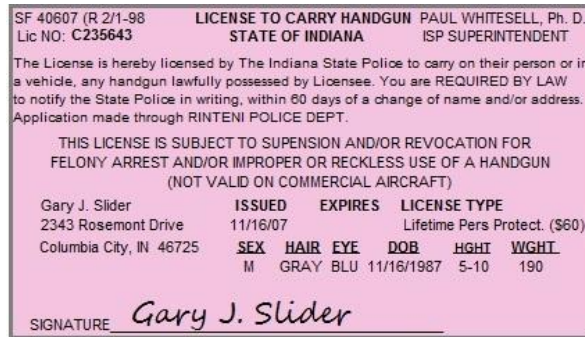 SF 40607 (R 2/1-98 LICENSE TO CARRY HANDGUN PAUL WHITESELL, Ph. D.
Lic NO: C235643 STATE OF INDIANA ISP SUPERINTENDENT
The License is hereby licensed by The Indiana State Police to carry on their person or in
a vehicle, any handgun lawfully possessed by Licensee. You are REQUIRED BY LAW
to notify the State Police in writing, within 60 days of a change of name and/or address.
Application made through RINTENI POLICE DEPT.
THIS LICENSE IS SUBJECT TO SUPENSION AND/OR REVOCATION FOR
FELONY ARREST AND/OR IMPROPER OR RECKLESS USE OF A HANDGUN
(NOT VALID ON COMMERCIAL AIRCRAFT)
Gary J. Slider ISSUED EXPIRES LICENSE TYPE
2343 Rosemont Drive 11/16/07 Lifetime Pers Protect. ($60)
Columbia City, IN 46725 SEX HAIR EYE DOB HGHT WGHT
M GRAY BLU 11/16/1987 5-10 190
SIGNATURE Gary J. Slider